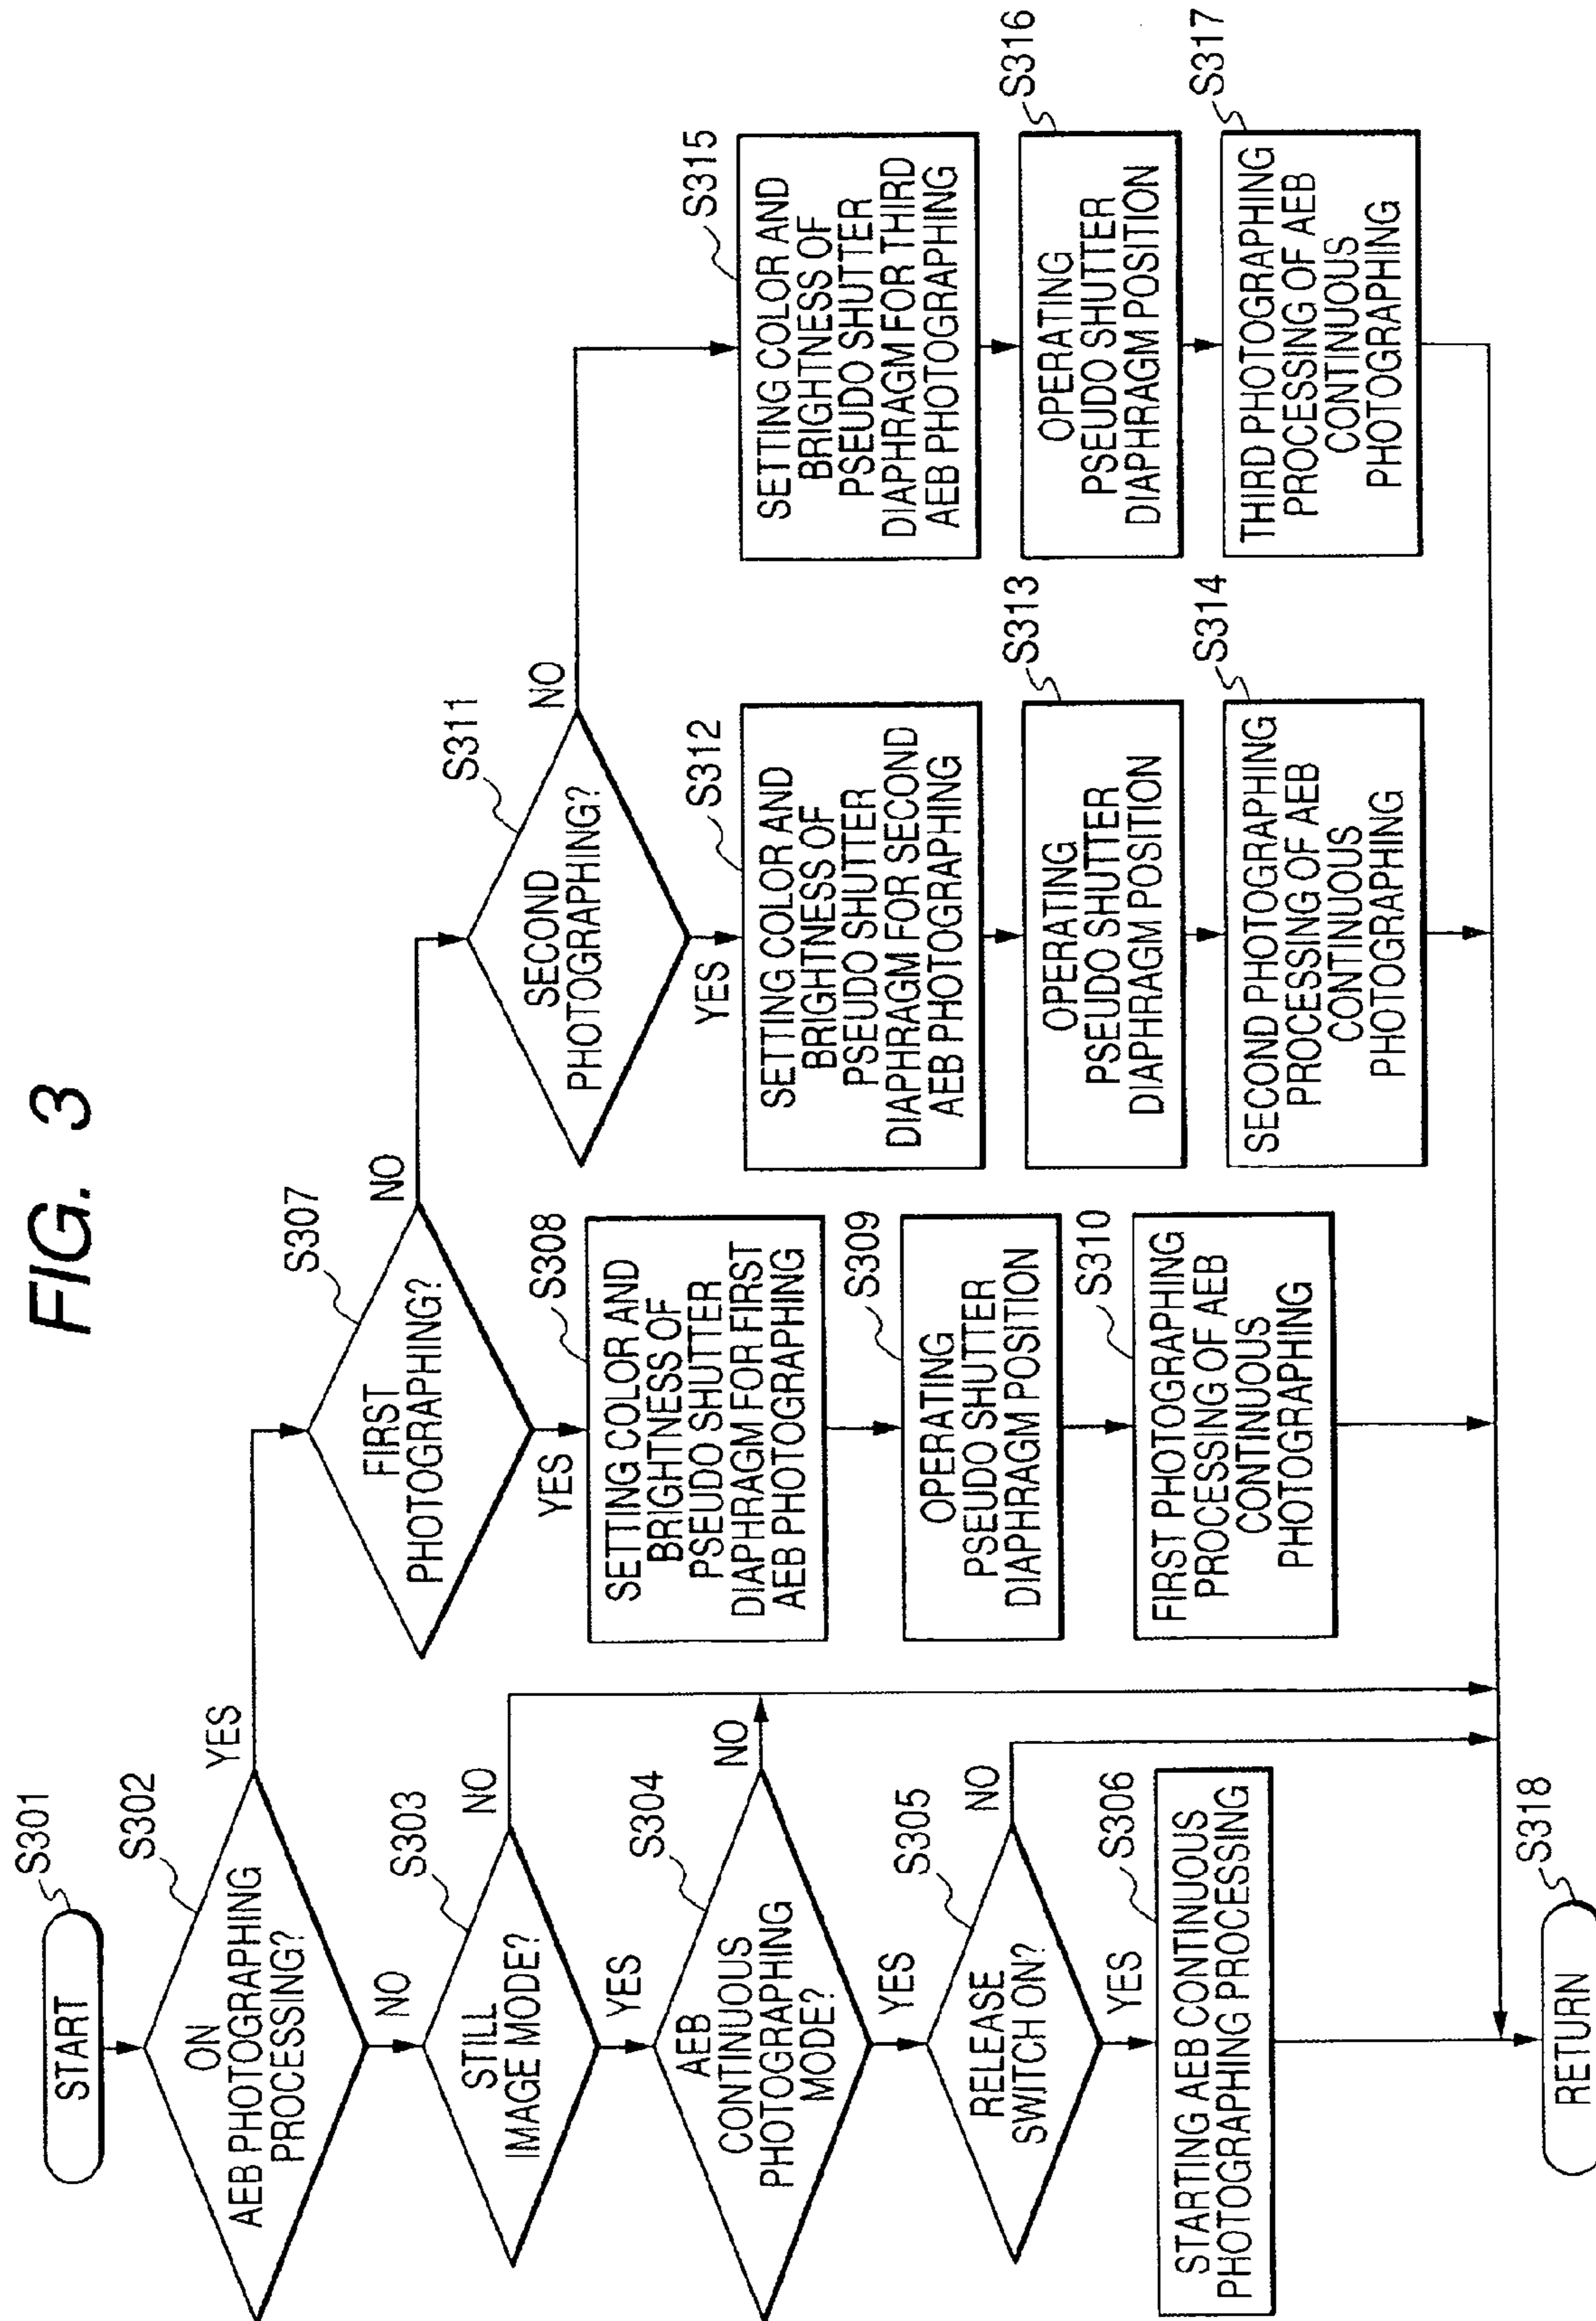 FIG. 3
START
S301
ON
AEB PHOTOGRAPHING
PROCESSING?
S302
YES
NO
STILL
IMAGE MODE?
S303
NO
YES
AEB
CONTINUOUS
PHOTOGRAPHING
MODE?
S304
NO
YES
RELEASE
SWITCH ON?
S305
NO
YES
STARTING AEB CONTINUOUS
PHOTOGRAPHING PROCESSING
S306
RETURN
S318
FIRST
PHOTOGRAPHING?
S307
NO
YES
SETTING COLOR AND
BRIGHTNESS OF
PSEUDO SHUTTER
DIAPHRAGM FOR FIRST
AEB PHOTOGRAPHING
S308
OPERATING
PSEUDO SHUTTER
DIAPHRAGM POSITION
S309
FIRST PHOTOGRAPHING
PROCESSING OF AEB
CONTINUOUS
PHOTOGRAPHING
S310
SECOND
PHOTOGRAPHING?
S311
NO
YES
SETTING COLOR AND
BRIGHTNESS OF
PSEUDO SHUTTER
DIAPHRAGM FOR SECOND
AEB PHOTOGRAPHING
S312
OPERATING
PSEUDO SHUTTER
DIAPHRAGM POSITION
S313
SECOND PHOTOGRAPHING
PROCESSING OF AEB
CONTINUOUS
PHOTOGRAPHING
S314
SETTING COLOR AND
BRIGHTNESS OF
PSEUDO SHUTTER
DIAPHRAGM FOR THIRD
AEB PHOTOGRAPHING
S315
OPERATING
PSEUDO SHUTTER
DIAPHRAGM POSITION
S316
THIRD PHOTOGRAPHING
PROCESSING OF AEB
CONTINUOUS
PHOTOGRAPHING
S317